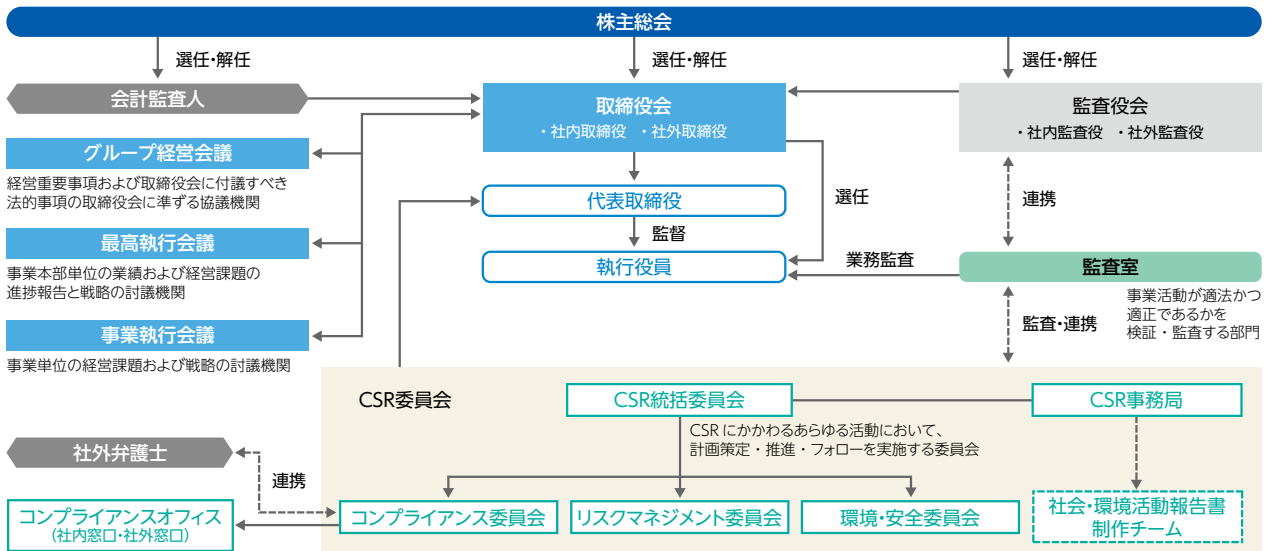 株主総会
選任・解任
選任・解任
選任・解任
会計監査人
取締役会
・社内取締役 ・社外取締役
監査役会
・社内監査役 ・社外監査役
グループ経営会議
経営重要事項および取締役会に付議すべき
法的事項の取締役会に準ずる協議機関
代表取締役
選任
連携
監督
最高執行会議
事業本部単位の業績および経営課題の
進捗報告と戦略の討議機関
執行役員
業務監査
監査室
事業活動が適法かつ
適正であるかを
検証・監査する部門
監査・連携
事業執行会議
事業単位の経営課題および戦略の討議機関
CSR委員会
CSR統括委員会
CSR事務局
CSR にかかわるあらゆる活動において、
計画策定・推進・フォローを実施する委員会
社外弁護士
連携
コンプライアンスオフィス
(社内窓口・社外窓口)
コンプライアンス委員会
リスクマネジメント委員会
環境・安全委員会
社会・環境活動報告書
制作チーム